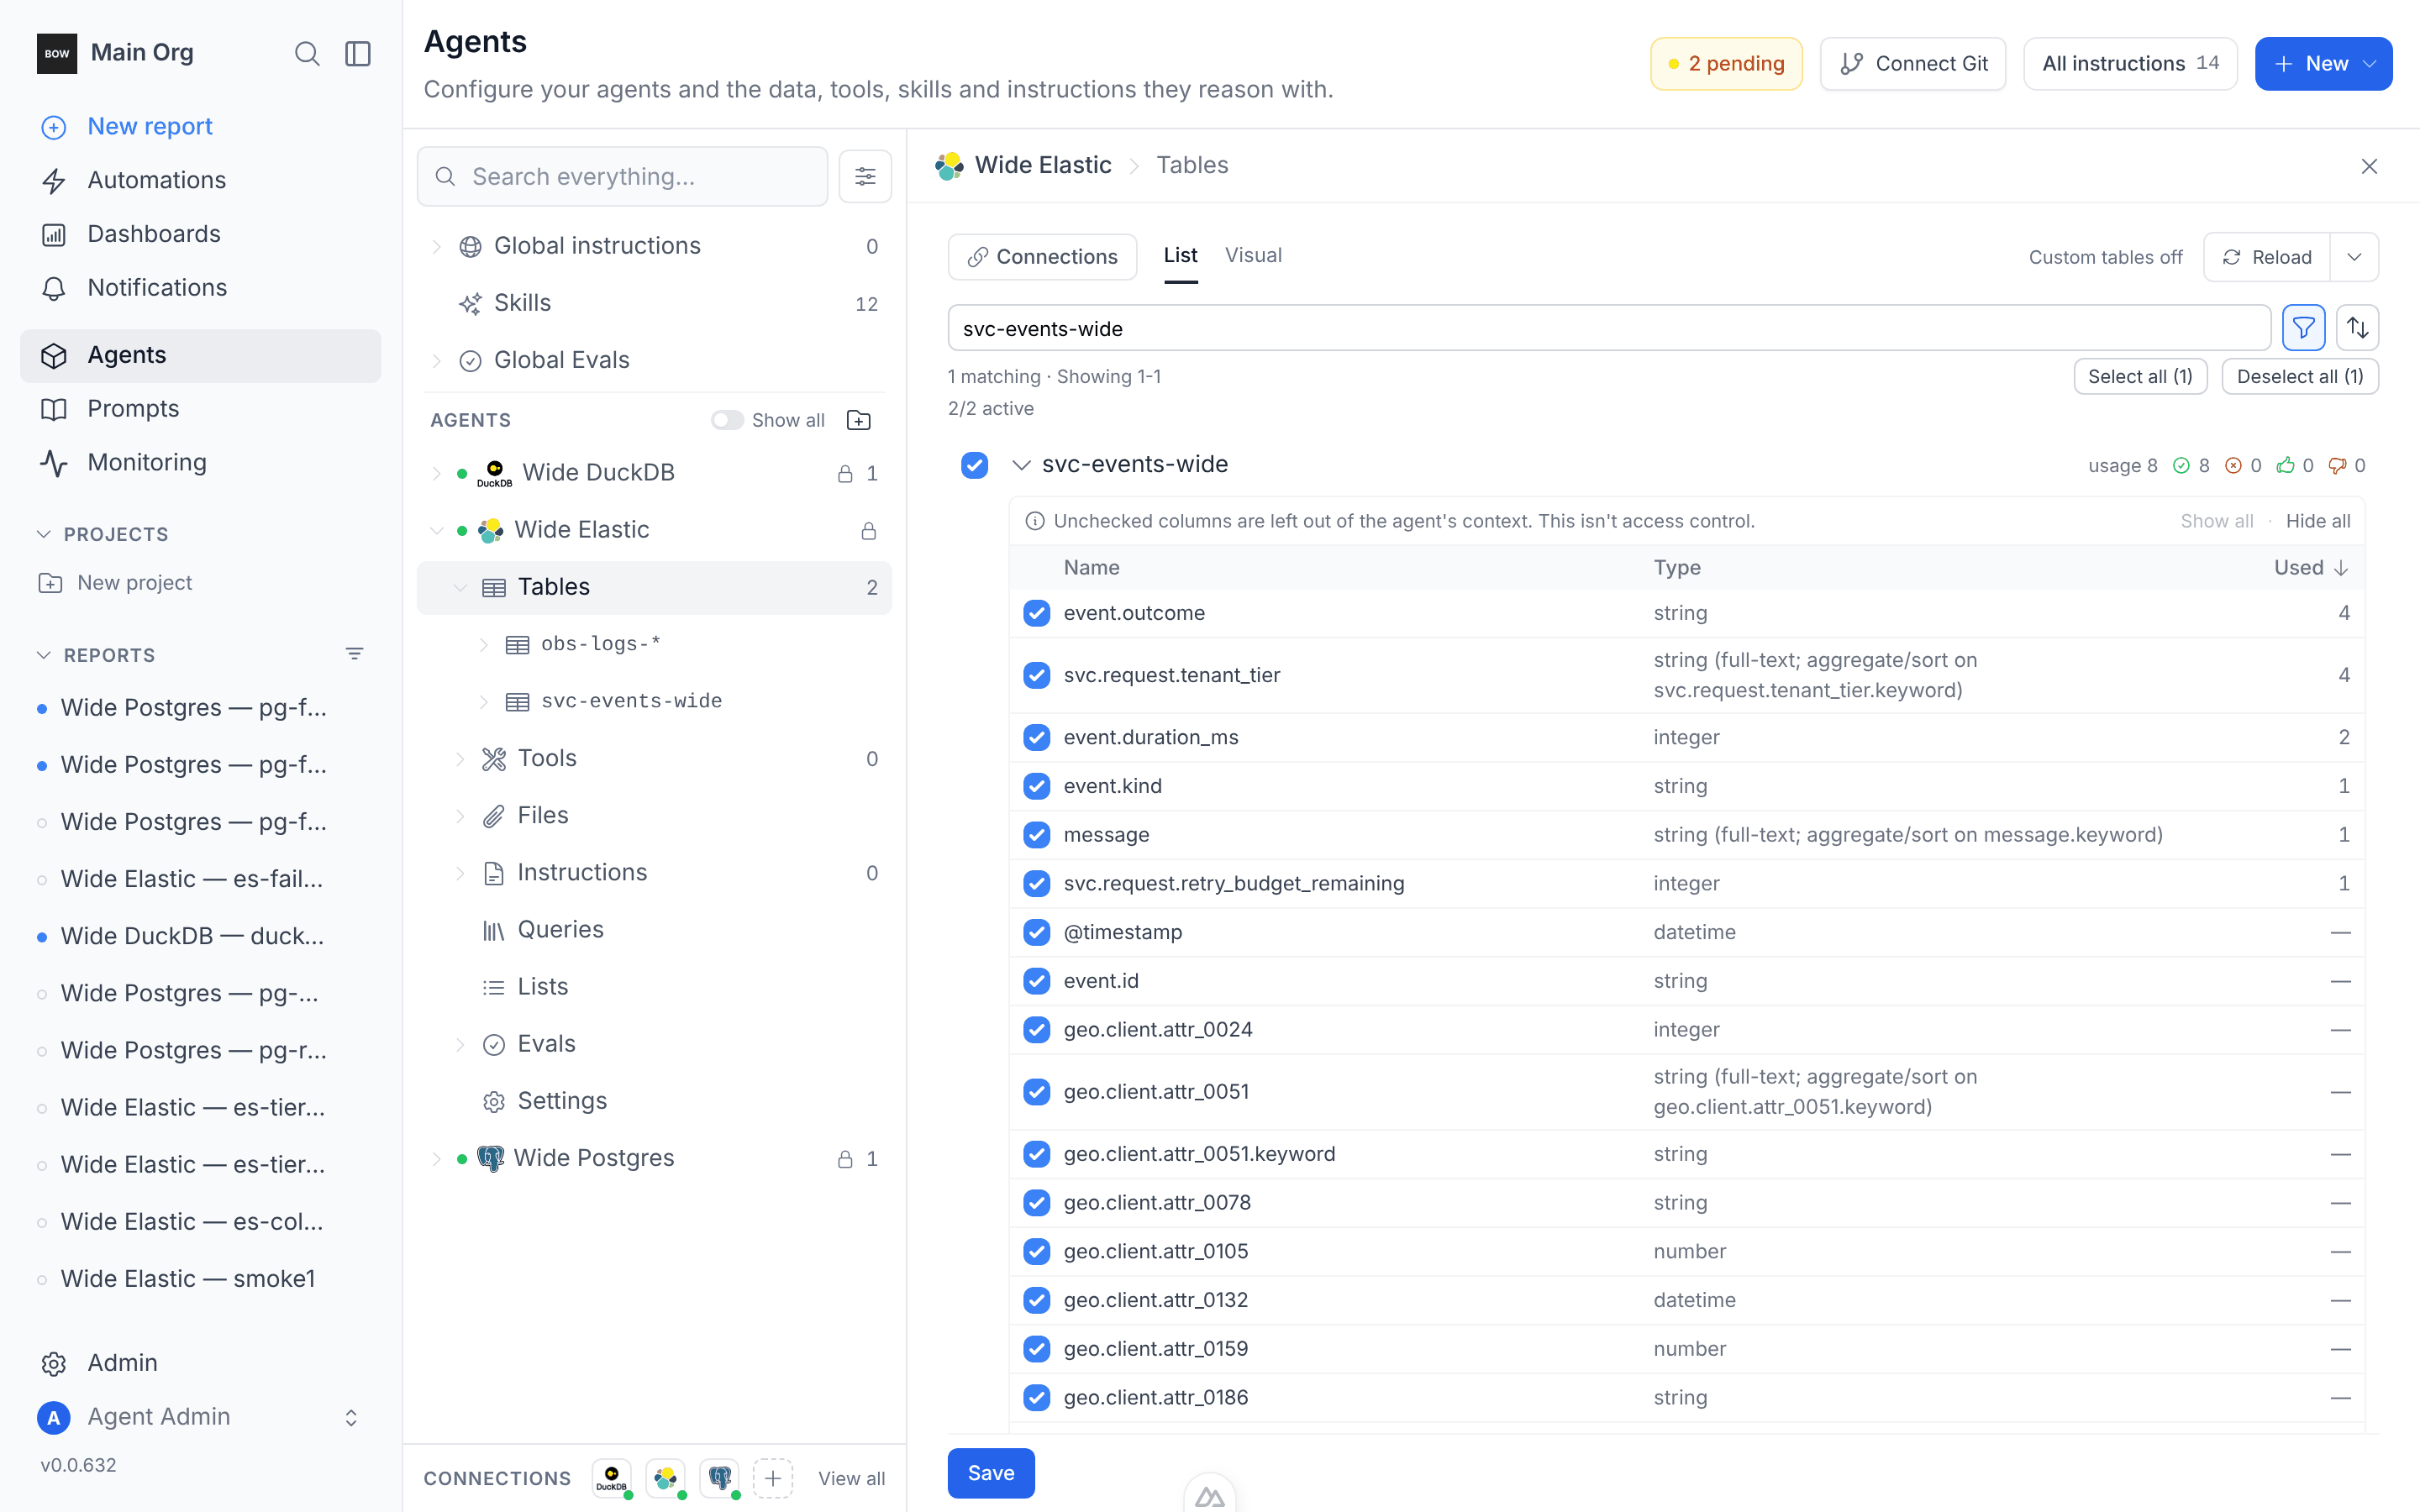 BOW
Main Org
New report
Automations
Dashboards
Notifications
Agents
Prompts
Monitoring
PROJECTS
New project
REPORTS
Wide Postgres — pg-f...
Wide Postgres — pg-f...
Wide Postgres — pg-f...
Wide Elastic — es-fail...
Wide DuckDB — duck...
Wide Postgres — pg-...
Wide Postgres — pg-r...
Wide Elastic — es-tier...
Wide Elastic — es-tier...
Wide Elastic — es-col...
Wide Elastic — smoke1
Admin
A Agent Admin
v0.0.632
Agents
Configure your agents and the data, tools, skills and instructions they reason with.
2 pending
Connect Git
All instructions 14
New
Search everything...
Global instructions 0
Skills 12
Global Evals
AGENTS Show all
DuckDB Wide DuckDB 1
Wide Elastic
Tables 2
obs-logs-*
svc-events-wide
Tools 0
Files
Instructions 0
Queries
Lists
Evals
Settings
Wide Postgres 1
CONNECTIONS DuckDB View all
Wide Elastic Tables
Connections List Visual Custom tables off Reload
svc-events-wide
1 matching · Showing 1-1
Select all (1) Deselect all (1)
2/2 active
svc-events-wide usage 8 8 0 0 0
Unchecked columns are left out of the agent's context. This isn't access control. Show all · Hide all
Name Type Used
event.outcome string 4
svc.request.tenant_tier string (full-text; aggregate/sort on svc.request.tenant_tier.keyword) 4
event.duration_ms integer 2
event.kind string 1
message string (full-text; aggregate/sort on message.keyword) 1
svc.request.retry_budget_remaining integer 1
@timestamp datetime —
event.id string —
geo.client.attr_0024 integer —
geo.client.attr_0051 string (full-text; aggregate/sort on geo.client.attr_0051.keyword) —
geo.client.attr_0051.keyword string —
geo.client.attr_0078 string —
geo.client.attr_0105 number —
geo.client.attr_0132 datetime —
geo.client.attr_0159 number —
geo.client.attr_0186 string —
Save